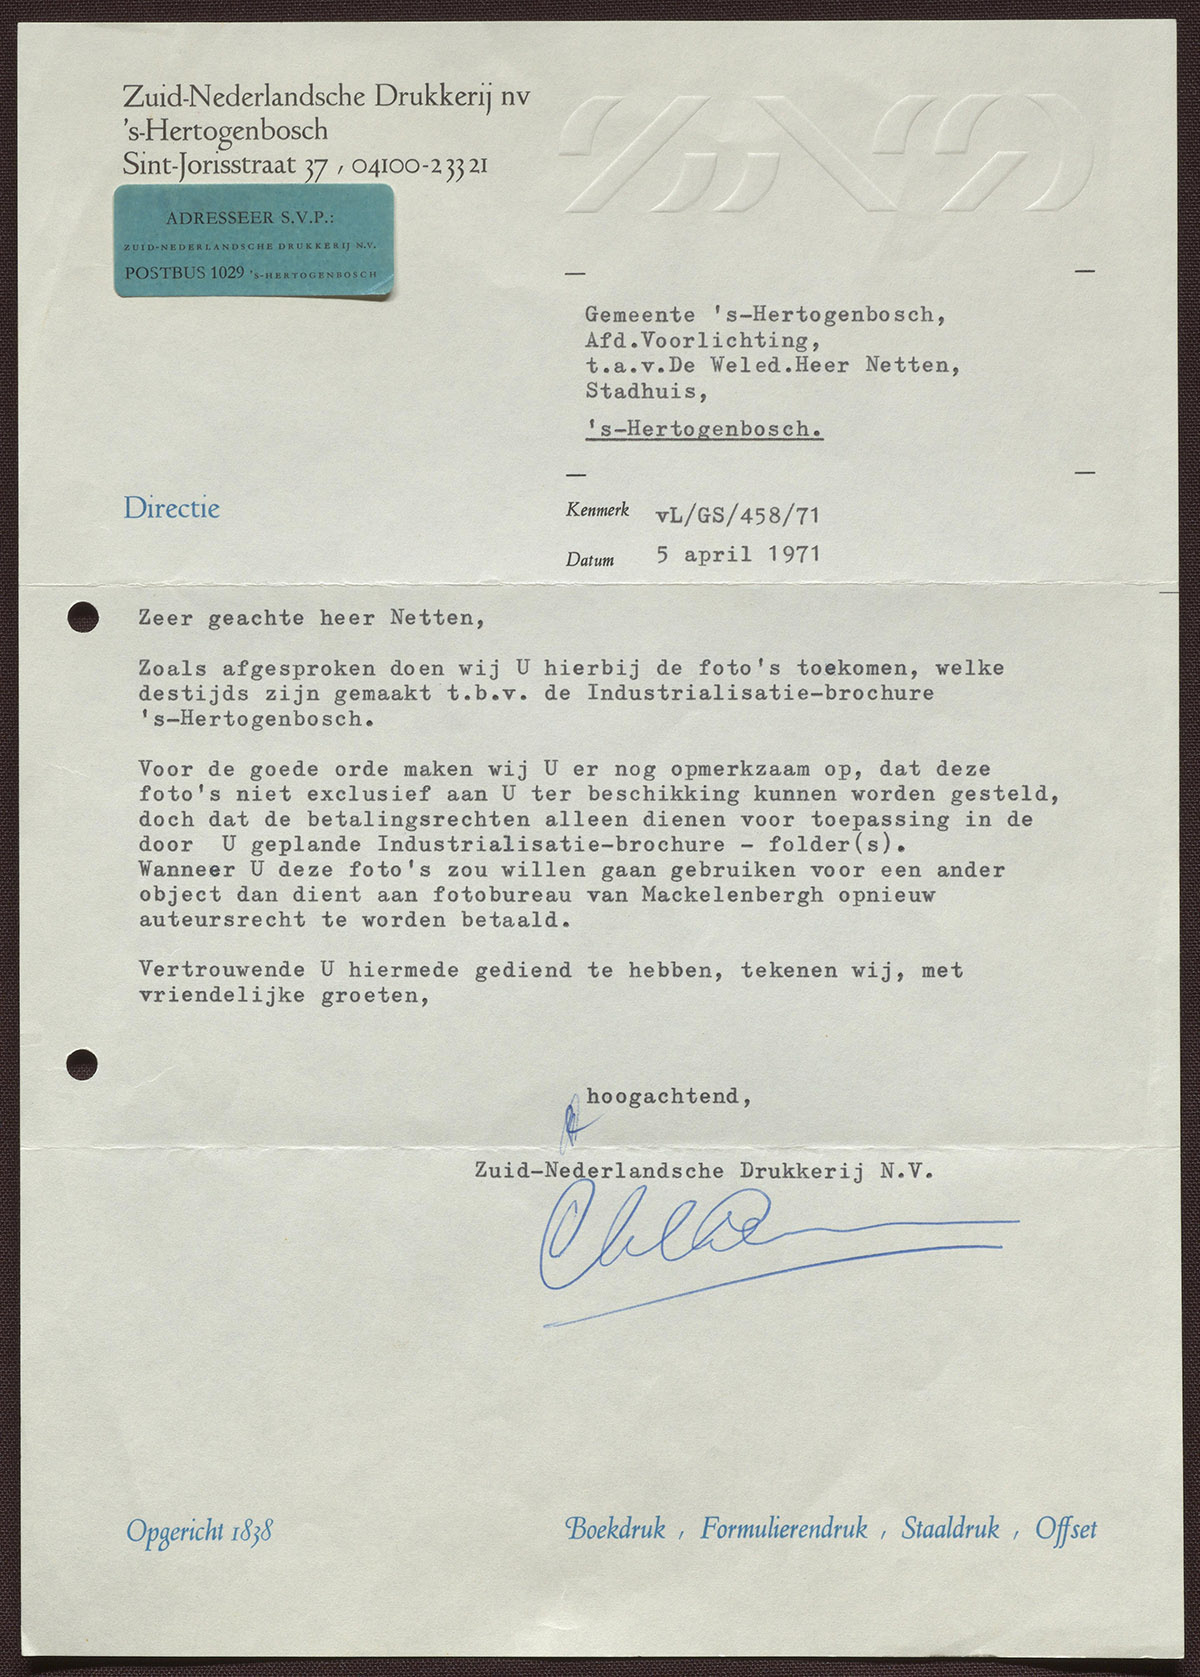 Zuid-Nederlandsche Drukkerij nv
's-Hertogenbosch
Sint-Jorisstraat 37 , 04100-23321
ZND
ADRESSEER S.V.P.:
ZUID-NEDERLANDSCHE DRUKKERIJ N.V.
POSTBUS 1029 's-HERTOGENBOSCH
Gemeente 's-Hertogenbosch,
Afd.Voorlichting,
t.a.v.De Weled.Heer Netten,
Stadhuis,
's-Hertogenbosch.
Directie
Kenmerk vL/GS/458/71
Datum 5 april 1971
Zeer geachte heer Netten,
Zoals afgesproken doen wij U hierbij de foto's toekomen, welke
destijds zijn gemaakt t.b.v. de Industrialisatie-brochure
's-Hertogenbosch.
Voor de goede orde maken wij U er nog opmerkzaam op, dat deze
foto's niet exclusief aan U ter beschikking kunnen worden gesteld,
doch dat de betalingsrechten alleen dienen voor toepassing in de
door U geplande Industrialisatie-brochure - folder(s).
Wanneer U deze foto's zou willen gaan gebruiken voor een ander
object dan dient aan fotobureau van Mackelenbergh opnieuw
auteursrecht te worden betaald.
Vertrouwende U hiermede gediend te hebben, tekenen wij, met
vriendelijke groeten,
hoogachtend,
Zuid-Nederlandsche Drukkerij N.V.
Opgericht 1838
Boekdruk , Formulierendruk , Staaldruk , Offset